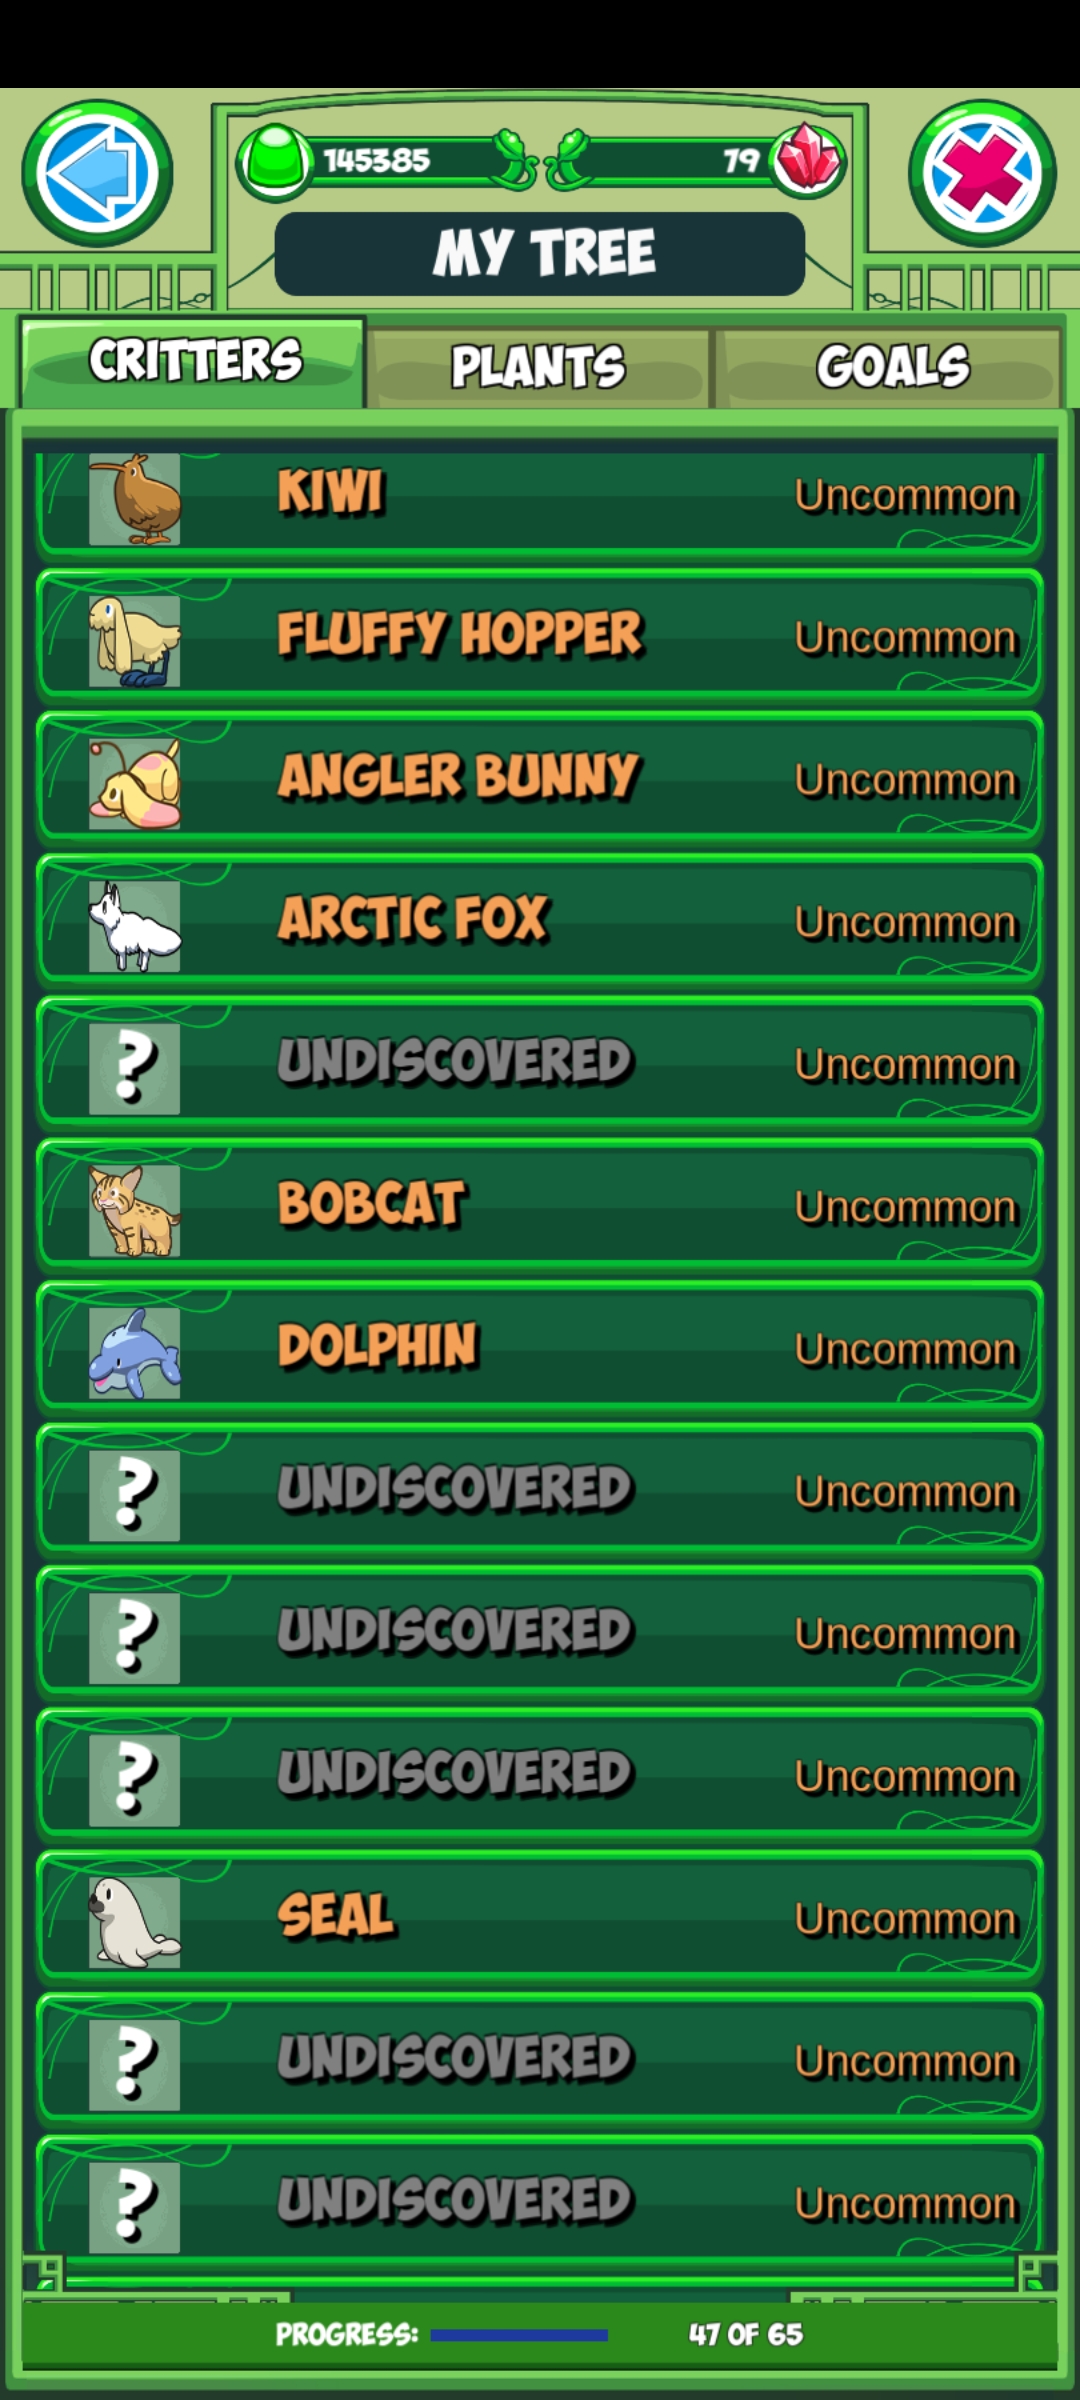 145385
79
MY TREE
CRITTERS
PLANTS
GOALS
KIWI Uncommon
FLUFFY HOPPER Uncommon
ANGLER BUNNY Uncommon
ARCTIC FOX Uncommon
? UNDISCOVERED Uncommon
BOBCAT Uncommon
DOLPHIN Uncommon
? UNDISCOVERED Uncommon
? UNDISCOVERED Uncommon
? UNDISCOVERED Uncommon
SEAL Uncommon
? UNDISCOVERED Uncommon
? UNDISCOVERED Uncommon
PROGRESS: 47 OF 65